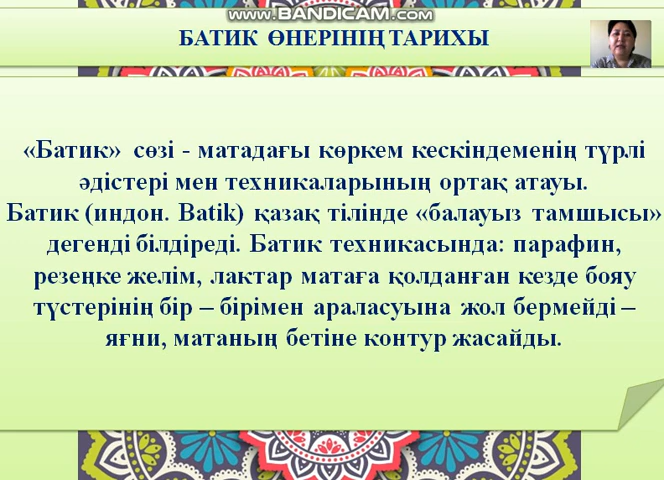 www.BANDICAM.com
БАТИК ӨНЕРІНІҢ ТАРИХЫ
«Батик» сөзі - матадағы көркем кескіндеменің түрлі
әдістері мен техникаларының ортақ атауы.
Батик (индон. Batik) қазақ тілінде «балауыз тамшысы»
дегенді білдіреді. Батик техникасында: парафин,
резеңке желім, лактар матаға қолданған кезде бояу
түстерінің бір – бірімен араласуына жол бермейді –
яғни, матаның бетіне контур жасайды.